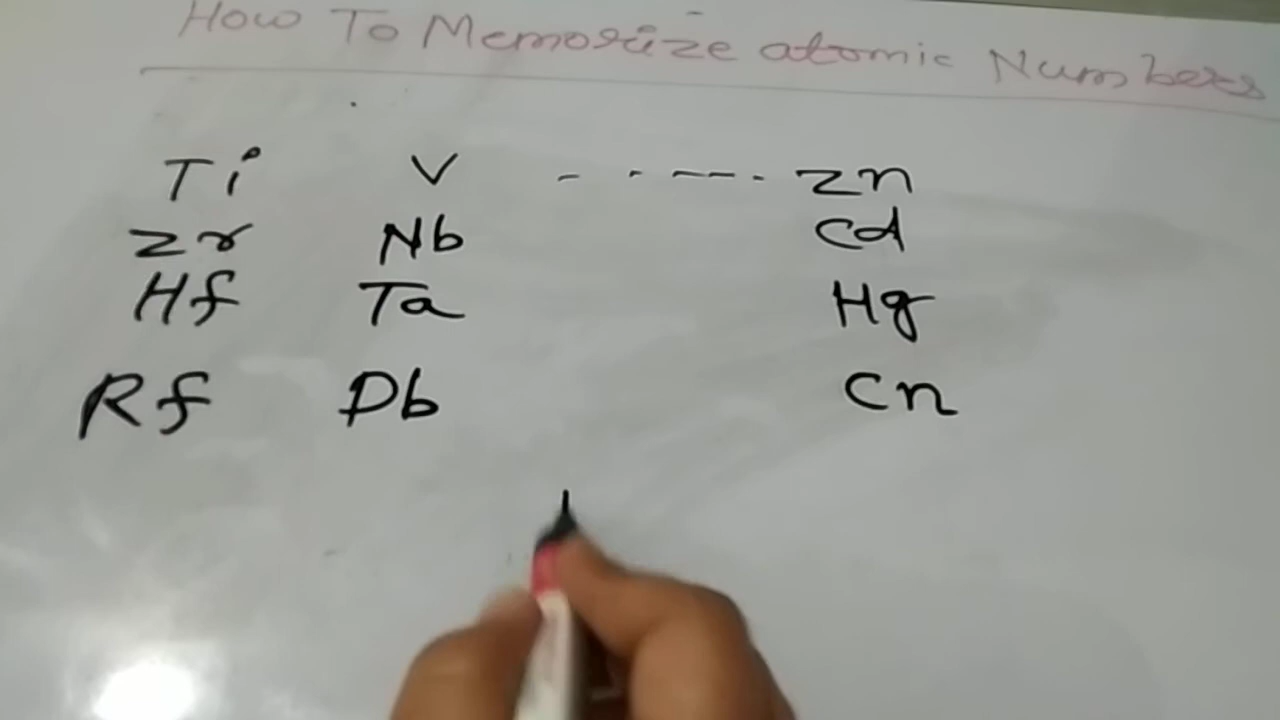 How To Memorize atomic Numbers
Ti V - - -- - Zn
Zr Nb Cd
Hf Ta Hg
Rf Db Cn